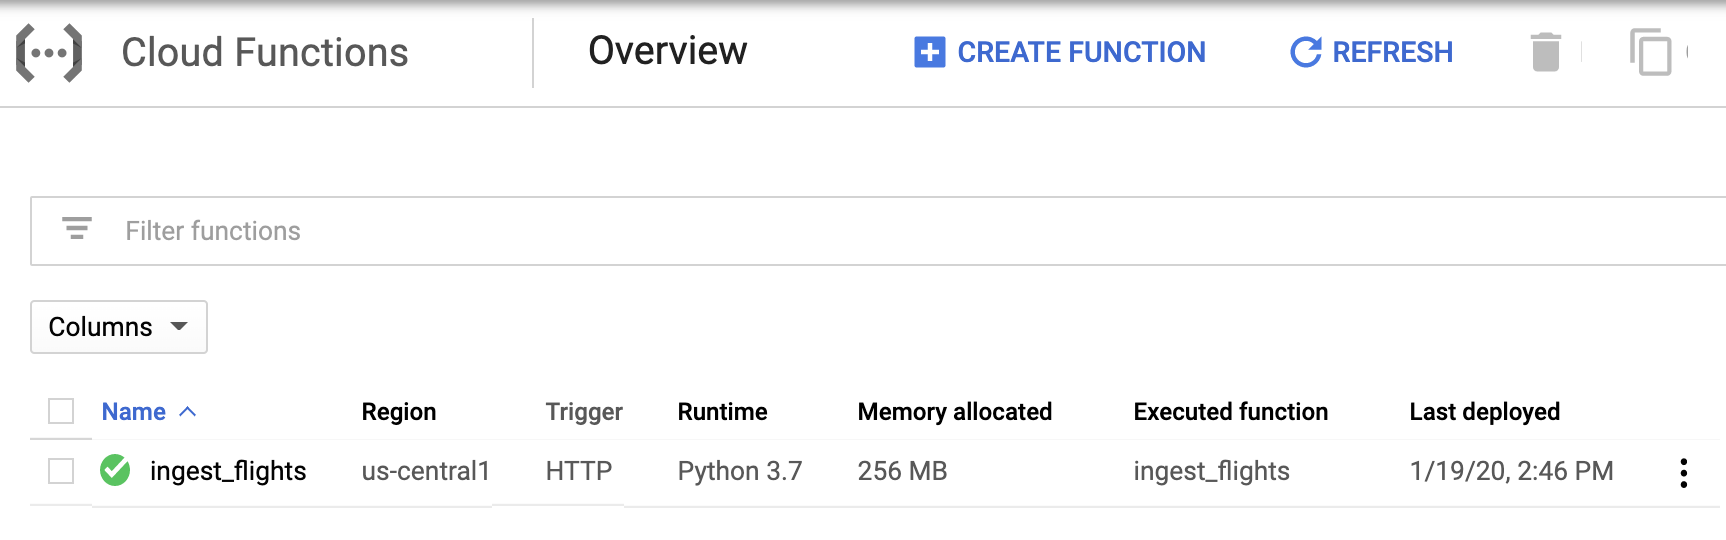 Cloud Functions Overview CREATE FUNCTION REFRESH
Filter functions
Columns
Name Region Trigger Runtime Memory allocated Executed function Last deployed
ingest_flights us-central1 HTTP Python 3.7 256 MB ingest_flights 1/19/20, 2:46 PM